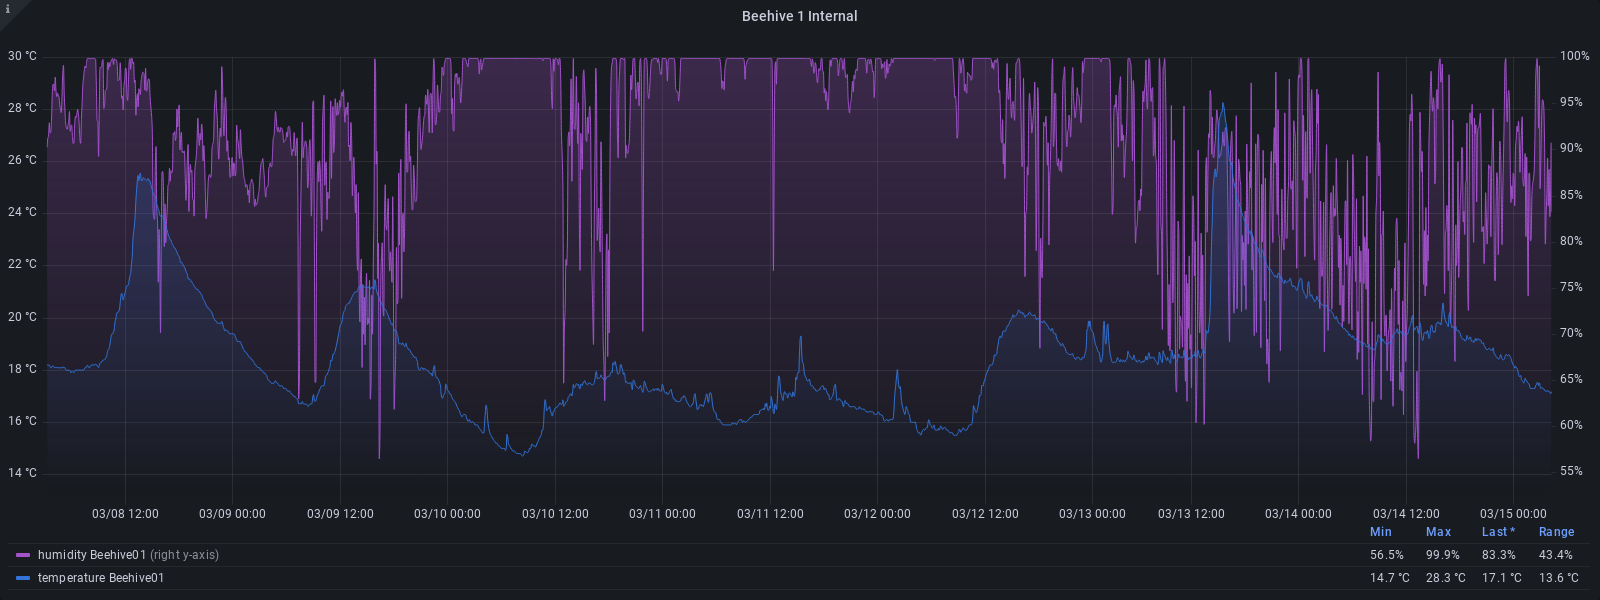 i
Beehive 1 Internal
30 °C 100%
28 °C 95%
26 °C 90%
24 °C 85%
22 °C 80%
20 °C 75%
18 °C 70%
16 °C 65%
14 °C 60%
55%
03/08 12:00 03/09 00:00 03/09 12:00 03/10 00:00 03/10 12:00 03/11 00:00 03/11 12:00 03/12 00:00 03/12 12:00 03/13 00:00 03/13 12:00 03/14 00:00 03/14 12:00 03/15 00:00
Min Max Last * Range
humidity Beehive01 (right y-axis) 56.5% 99.9% 83.3% 43.4%
temperature Beehive01 14.7 °C 28.3 °C 17.1 °C 13.6 °C